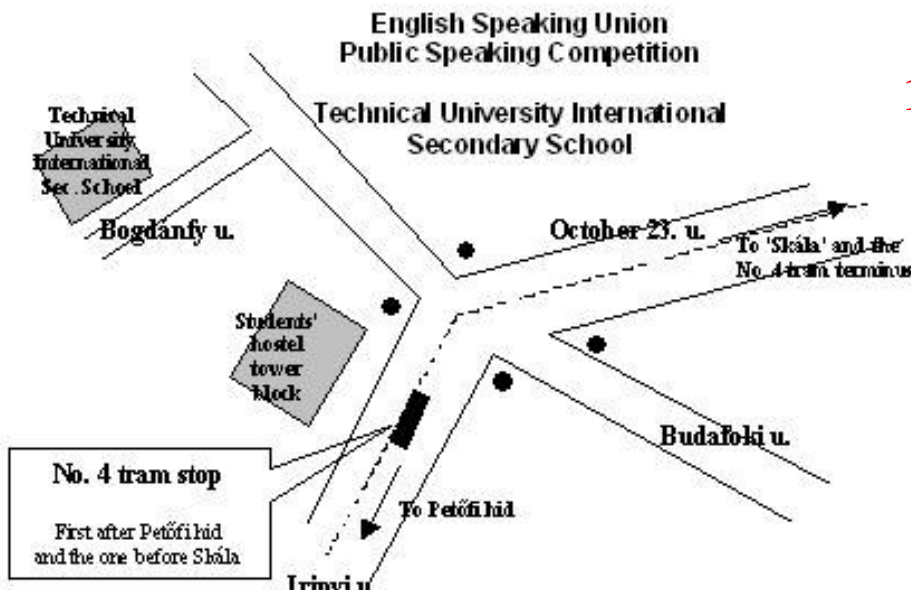 English Speaking Union
Public Speaking Competition
Technical University International
Secondary School
1
Technical
University
International
Sec. School
Bogdánfy u.
October 23. u.
To 'Skála' and the
No. 4 tram terminus
Students'
hostel
tower
block
Budafoki u.
No. 4 tram stop
First after Petőfi híd
and the one before Skála
To Petőfi híd
Irinyi u.